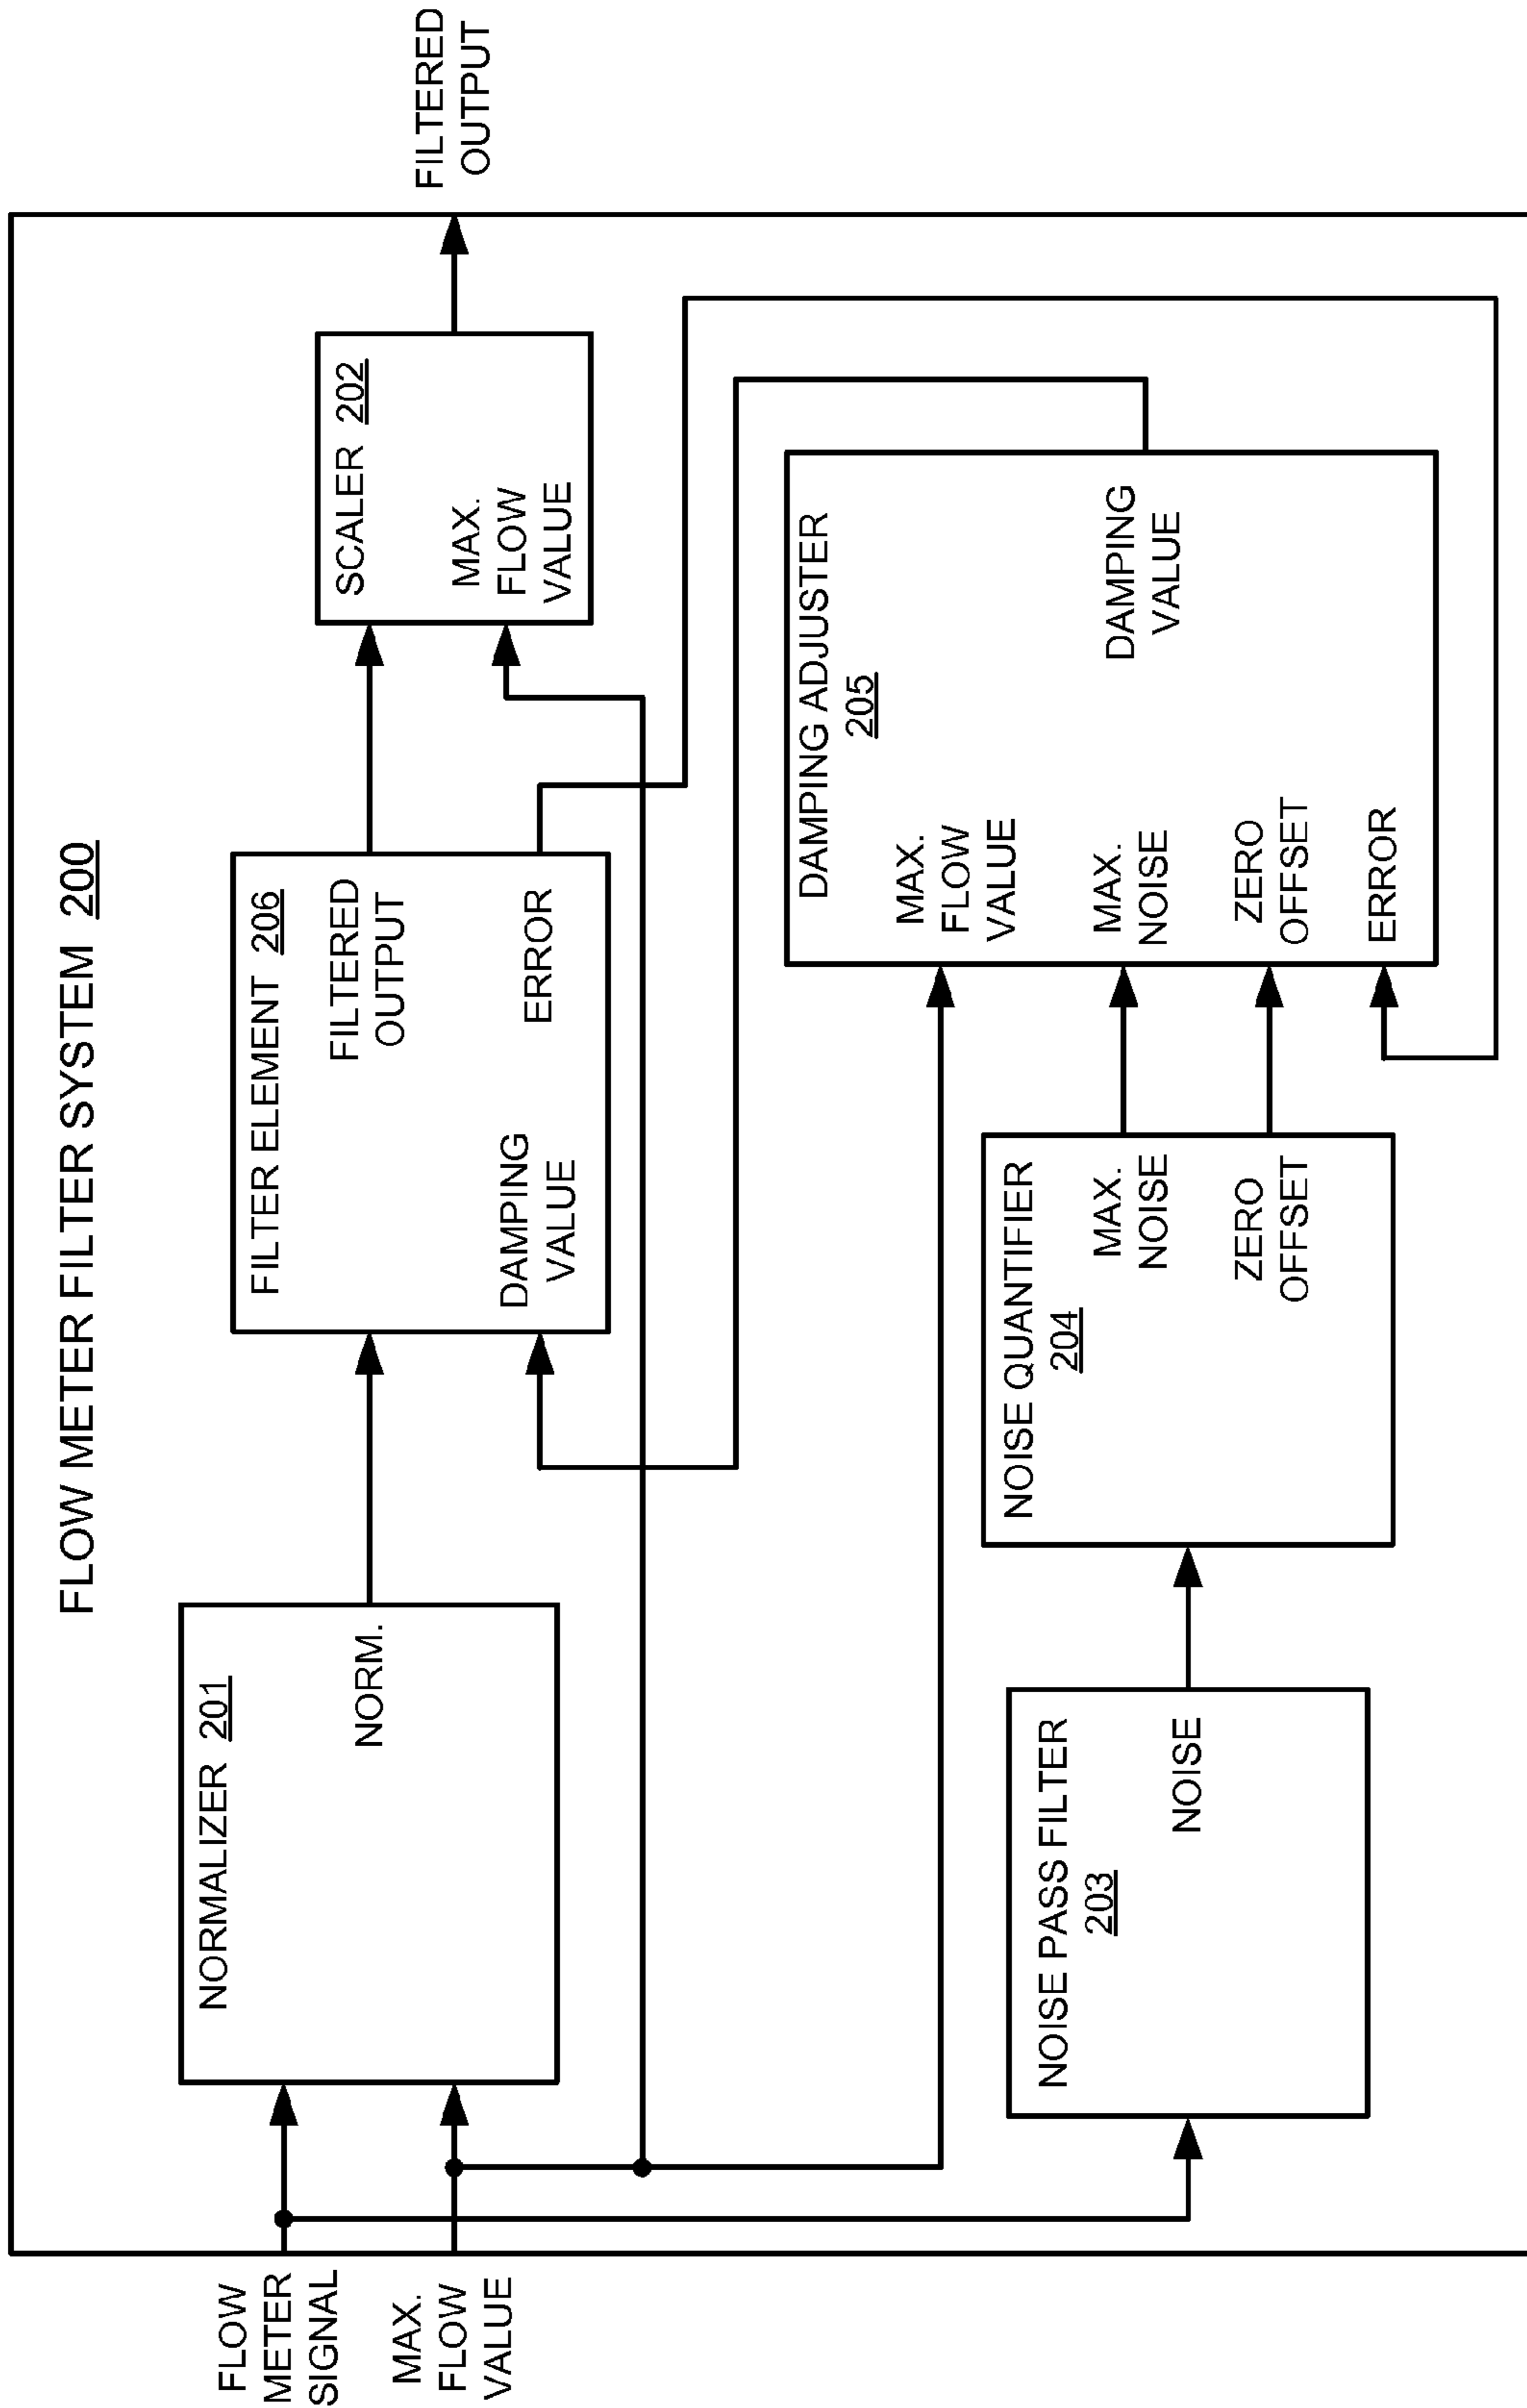 FLOW METER FILTER SYSTEM 200
FLOW
METER
SIGNAL
MAX.
FLOW
VALUE
NORMALIZER 201
NORM.
FILTER ELEMENT 206
FILTERED
OUTPUT
DAMPING
VALUE
ERROR
SCALER 202
MAX.
FLOW
VALUE
FILTERED
OUTPUT
NOISE PASS FILTER
203
NOISE
NOISE QUANTIFIER
204
MAX.
NOISE
ZERO
OFFSET
DAMPING ADJUSTER
205
MAX.
FLOW
VALUE
MAX.
NOISE
ZERO
OFFSET
ERROR
DAMPING
VALUE